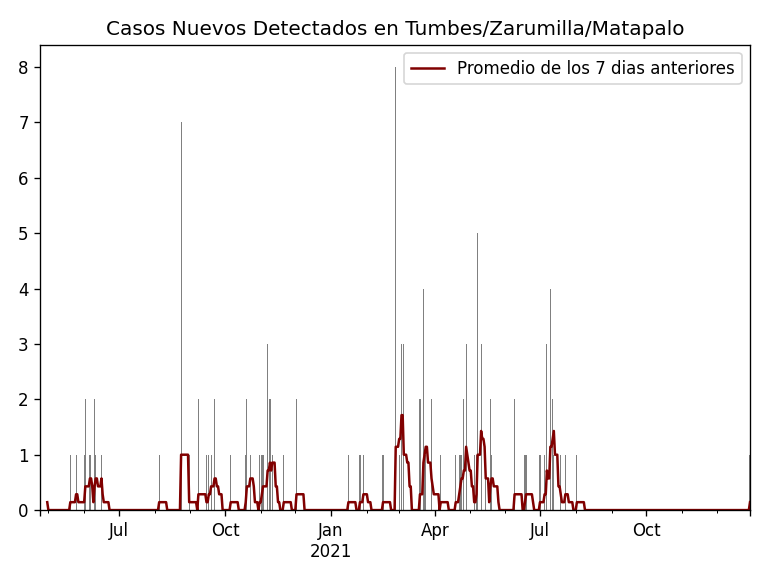 Casos Nuevos Detectados en Tumbes/Zarumilla/Matapalo
Promedio de los 7 dias anteriores
8
7
6
5
4
3
2
1
0
Jul
Oct
Jan
2021
Apr
Jul
Oct